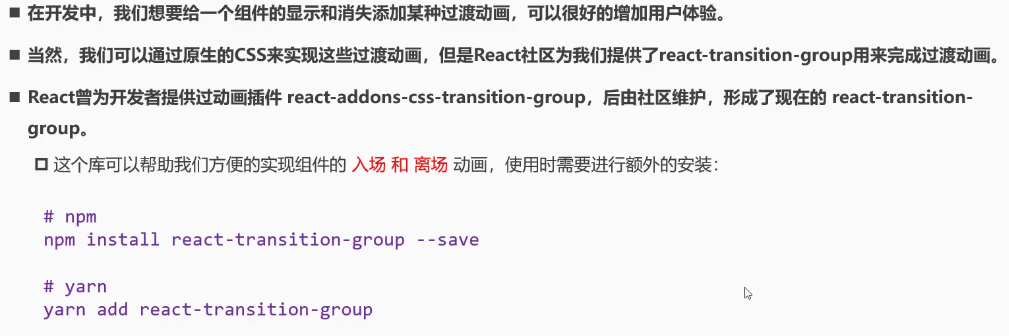 在开发中，我们想要给一个组件的显示和消失添加某种过渡动画，可以很好的增加用户体验。
当然，我们可以通过原生的CSS来实现这些过渡动画，但是React社区为我们提供了react-transition-group用来完成过渡动画。
React曾为开发者提供过动画插件 react-addons-css-transition-group，后由社区维护，形成了现在的 react-transition-
group。
这个库可以帮助我们方便的实现组件的 入场 和 离场 动画，使用时需要进行额外的安装：
# npm
npm install react-transition-group --save
# yarn
yarn add react-transition-group